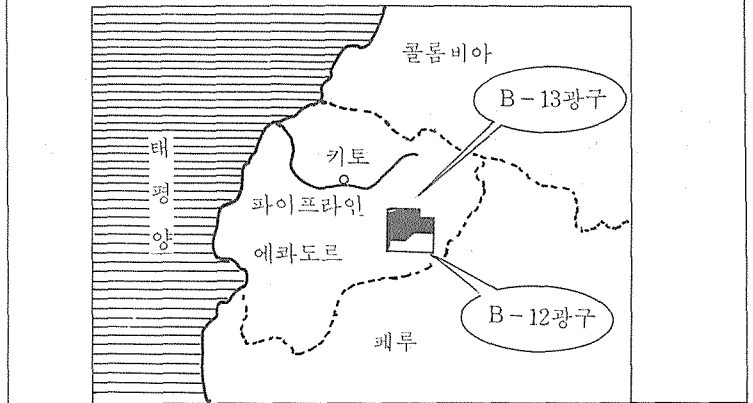 콜롬비아
B-13광구
태평양
키토
파이프라인
에콰도르
B-12광구
페루